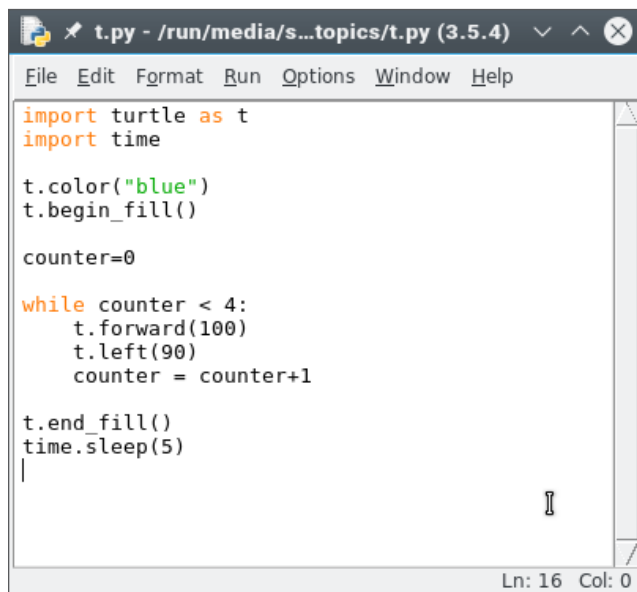 t.py - /run/media/s...topics/t.py (3.5.4)
File Edit Format Run Options Window Help
import turtle as t
import time

t.color("blue")
t.begin_fill()

counter=0

while counter < 4:
    t.forward(100)
    t.left(90)
    counter = counter+1

t.end_fill()
time.sleep(5)
Ln: 16 Col: 0